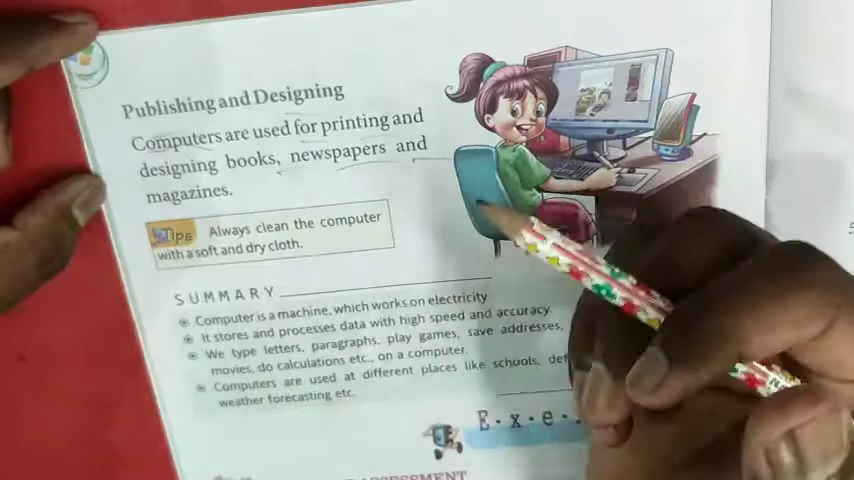 Publishing and Designing
Computers are used for printing and
designing books, newspapers and
magazines.
Tips Always clean the computer
with a soft and dry cloth.
SUMMARY
Computer is a machine, which works on electricity
It stores and processes data with high speed and accuracy
We type letters, paragraphs, play games, save addresses,
movies, do calculations etc., on a computer.
Computers are used at different places like schools,
weather forecasting etc.
E-x-e-
ASSESSMENT